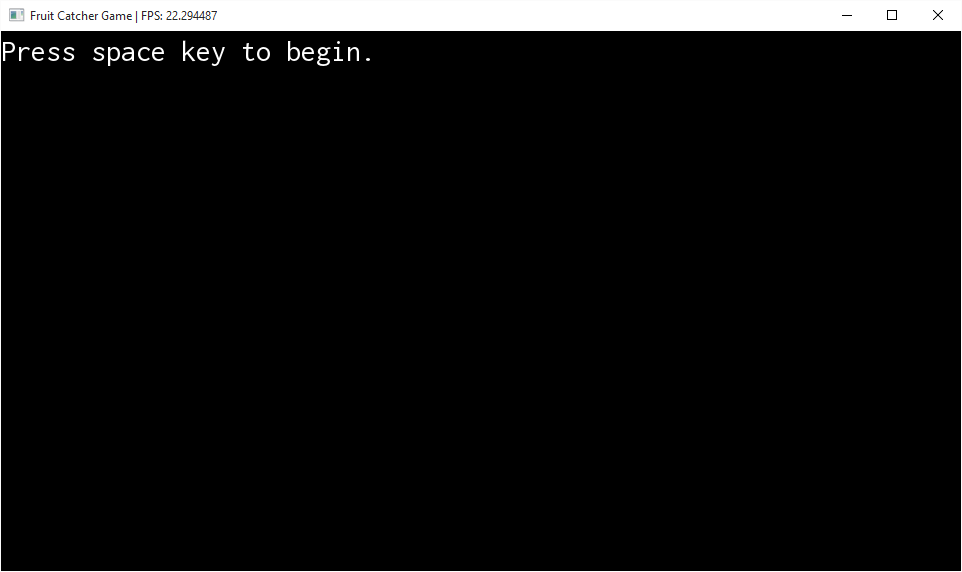 Fruit Catcher Game | FPS: 22.294487
Press space key to begin.